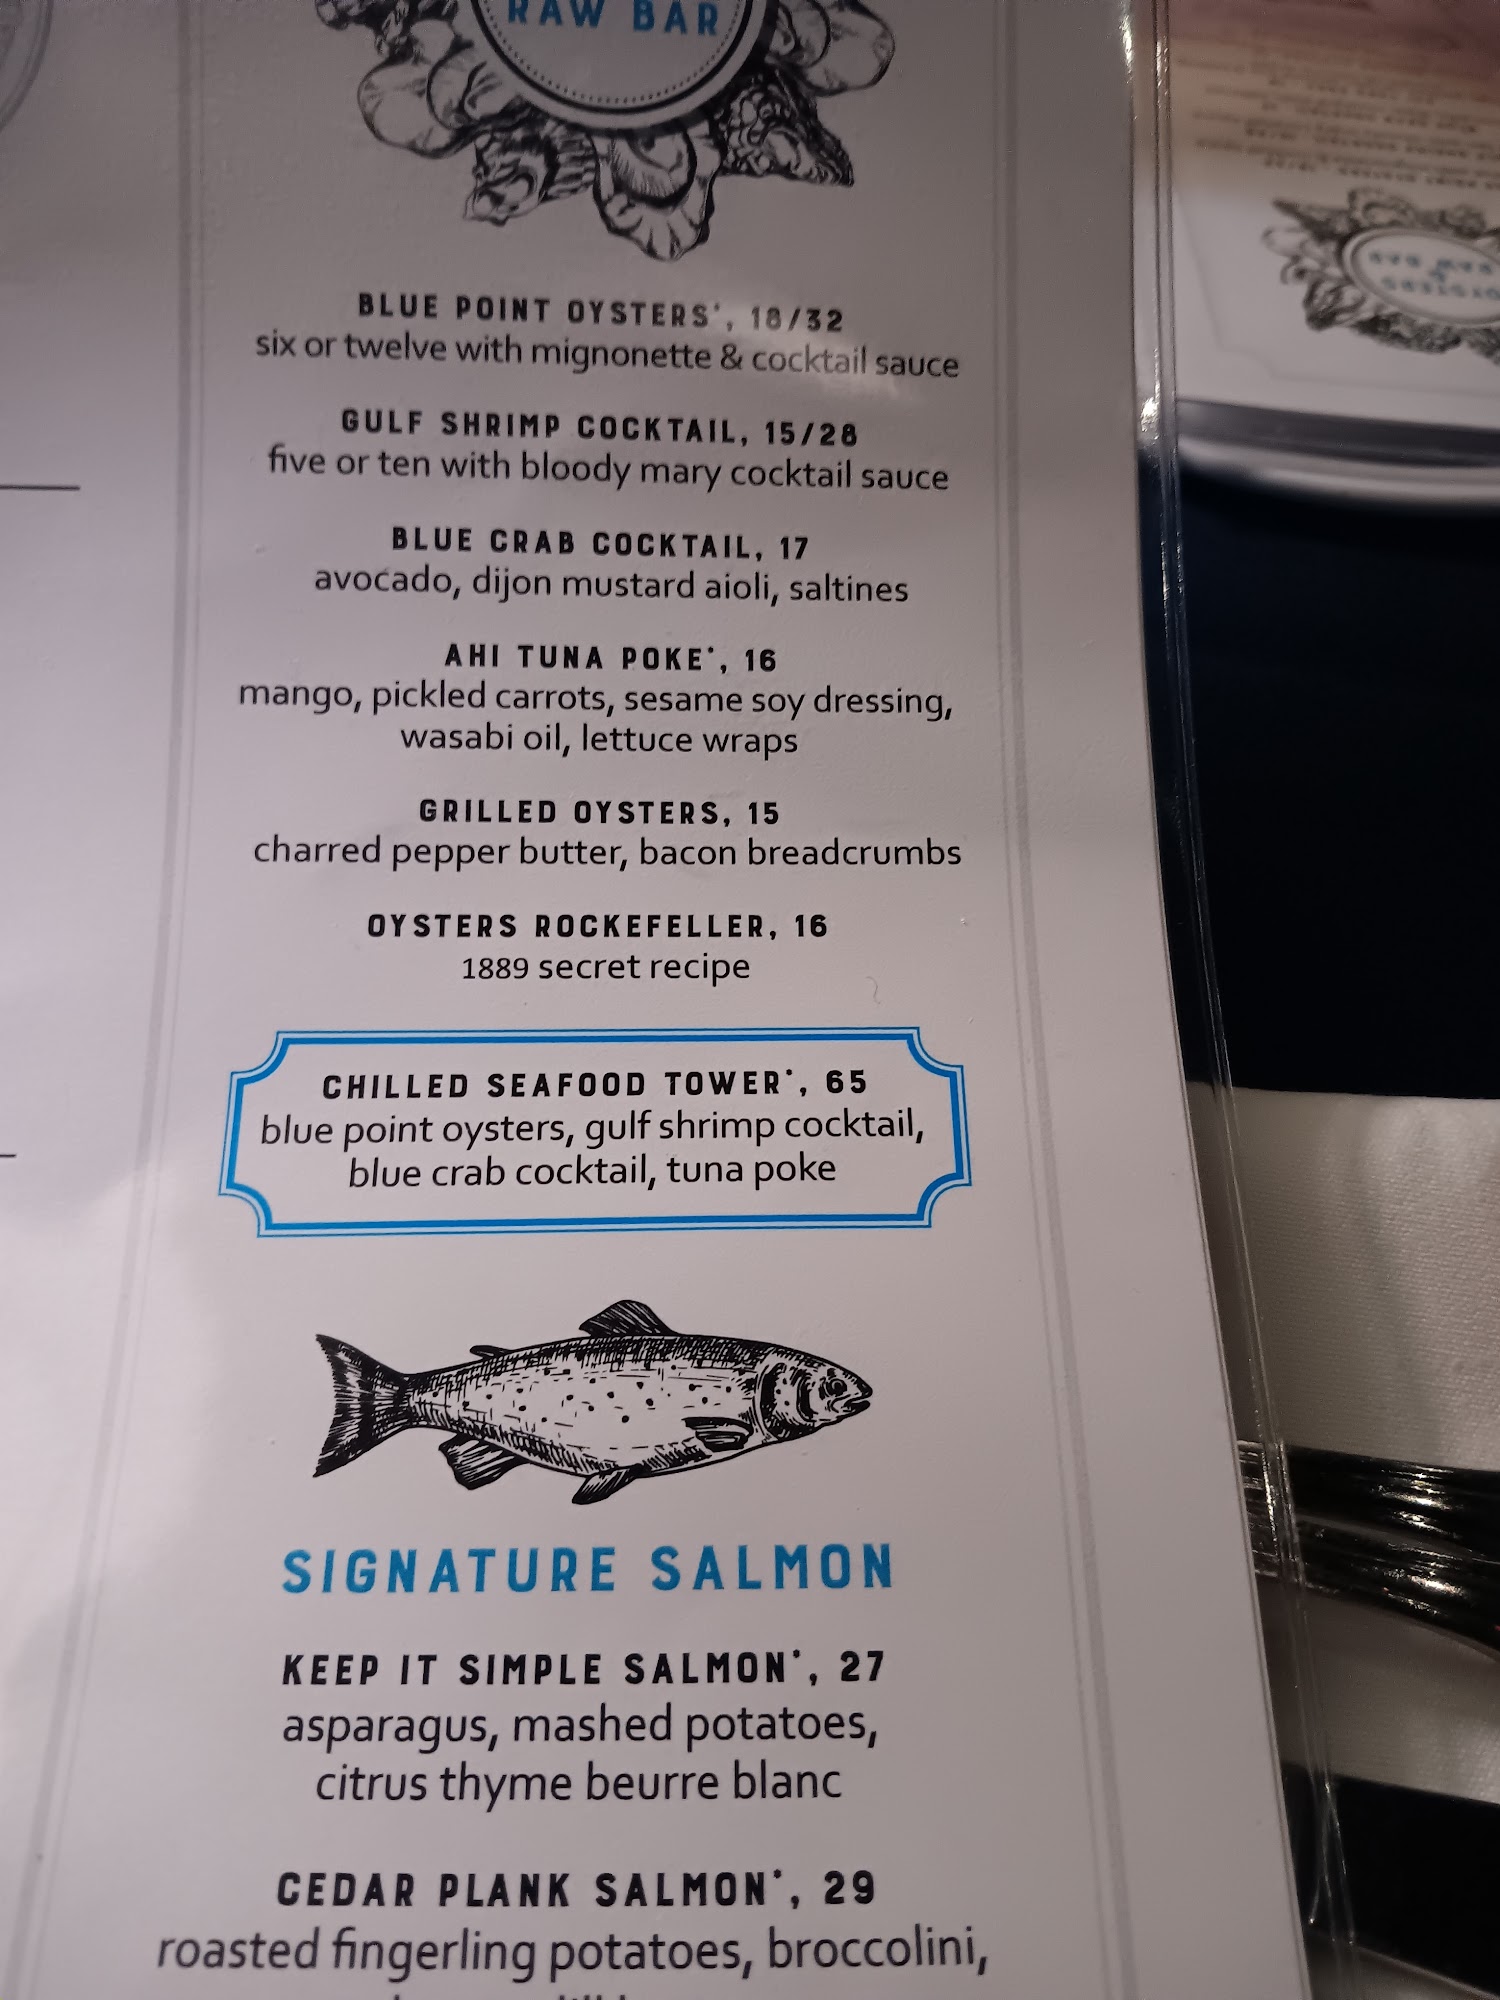 RAW BAR
BLUE POINT OYSTERS*, 18/32
six or twelve with mignonette & cocktail sauce
GULF SHRIMP COCKTAIL, 15/28
five or ten with bloody mary cocktail sauce
BLUE CRAB COCKTAIL, 17
avocado, dijon mustard aioli, saltines
AHI TUNA POKE*, 16
mango, pickled carrots, sesame soy dressing,
wasabi oil, lettuce wraps
GRILLED OYSTERS, 15
charred pepper butter, bacon breadcrumbs
OYSTERS ROCKEFELLER, 16
1889 secret recipe
CHILLED SEAFOOD TOWER*, 65
blue point oysters, gulf shrimp cocktail,
blue crab cocktail, tuna poke
SIGNATURE SALMON
KEEP IT SIMPLE SALMON*, 27
asparagus, mashed potatoes,
citrus thyme beurre blanc
CEDAR PLANK SALMON*, 29
roasted fingerling potatoes, broccolini,
OYSTERS
&
RAW BAR